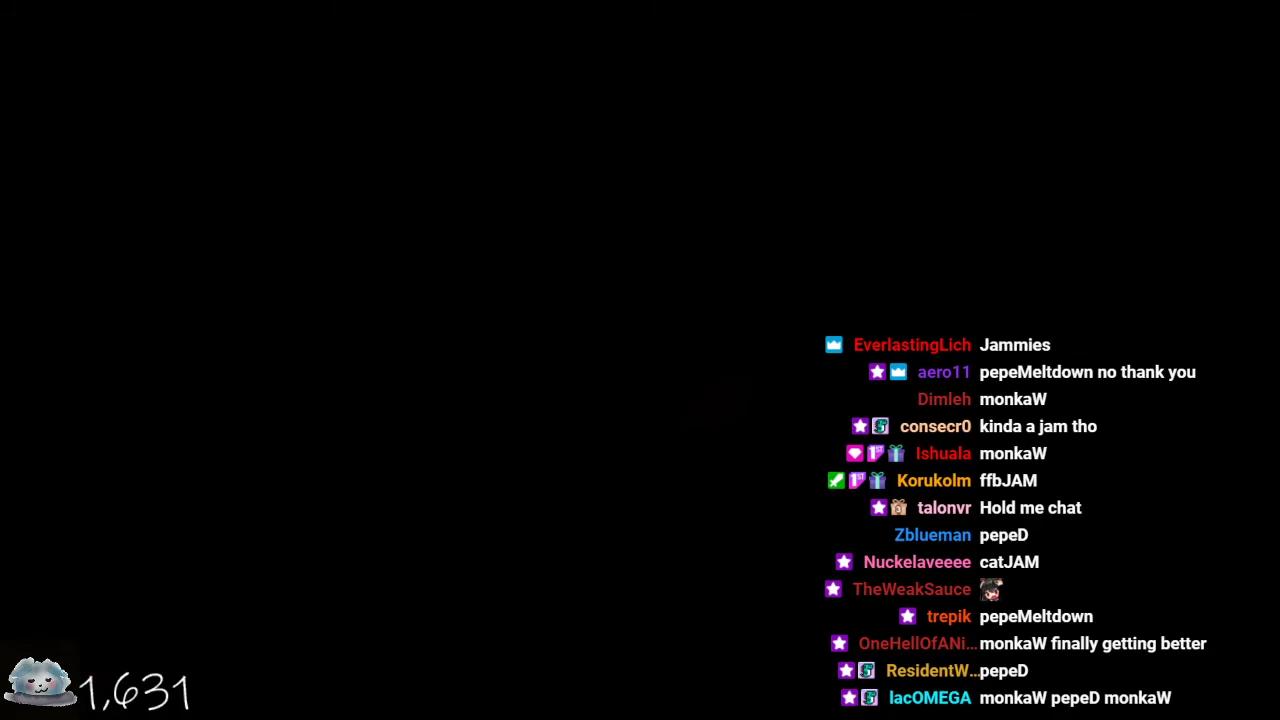 EverlastingLich Jammies
aero11 pepeMeltdown no thank you
Dimleh monkaW
consecr0 kinda a jam tho
Ishuala monkaW
Korukolm ffbJAM
talonvr Hold me chat
Zblueman pepeD
Nuckelaveeee catJAM
TheWeakSauce
trepik pepeMeltdown
OneHellOfANi... monkaW finally getting better
ResidentW... pepeD
lacOMEGA monkaW pepeD monkaW
1,631